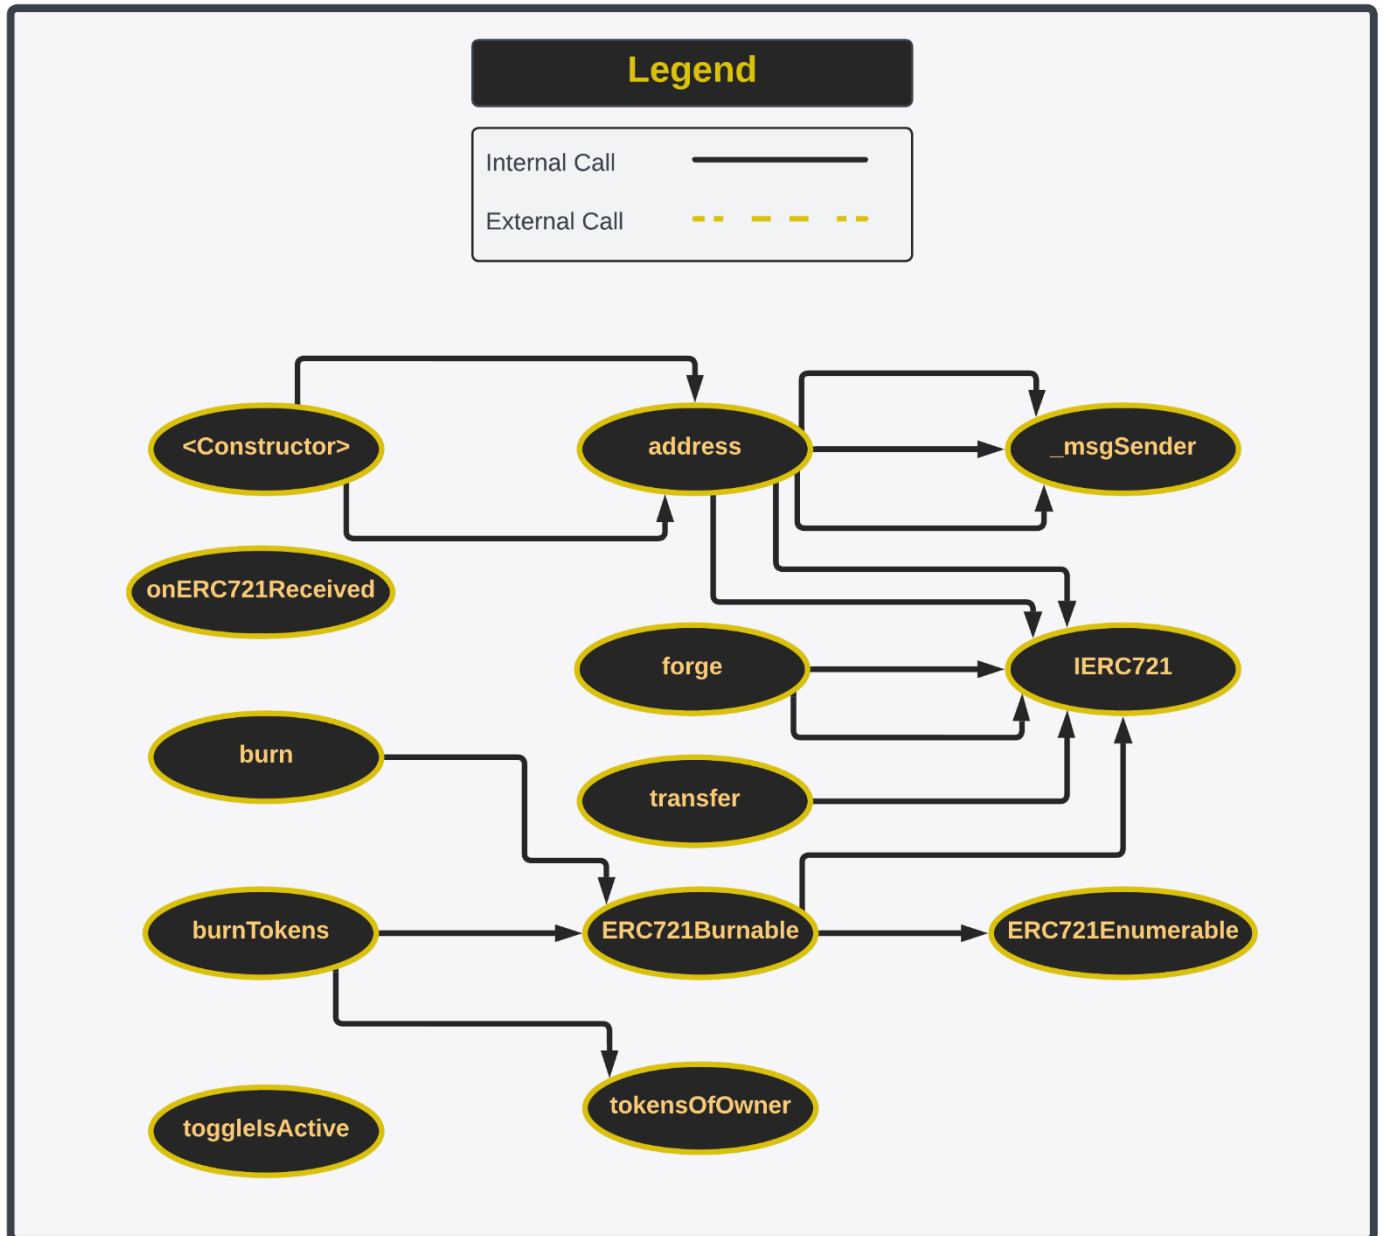 Legend
Internal Call
External Call
<Constructor>
address
_msgSender
onERC721Received
forge
IERC721
burn
transfer
burnTokens
ERC721Burnable
ERC721Enumerable
tokensOfOwner
toggleIsActive